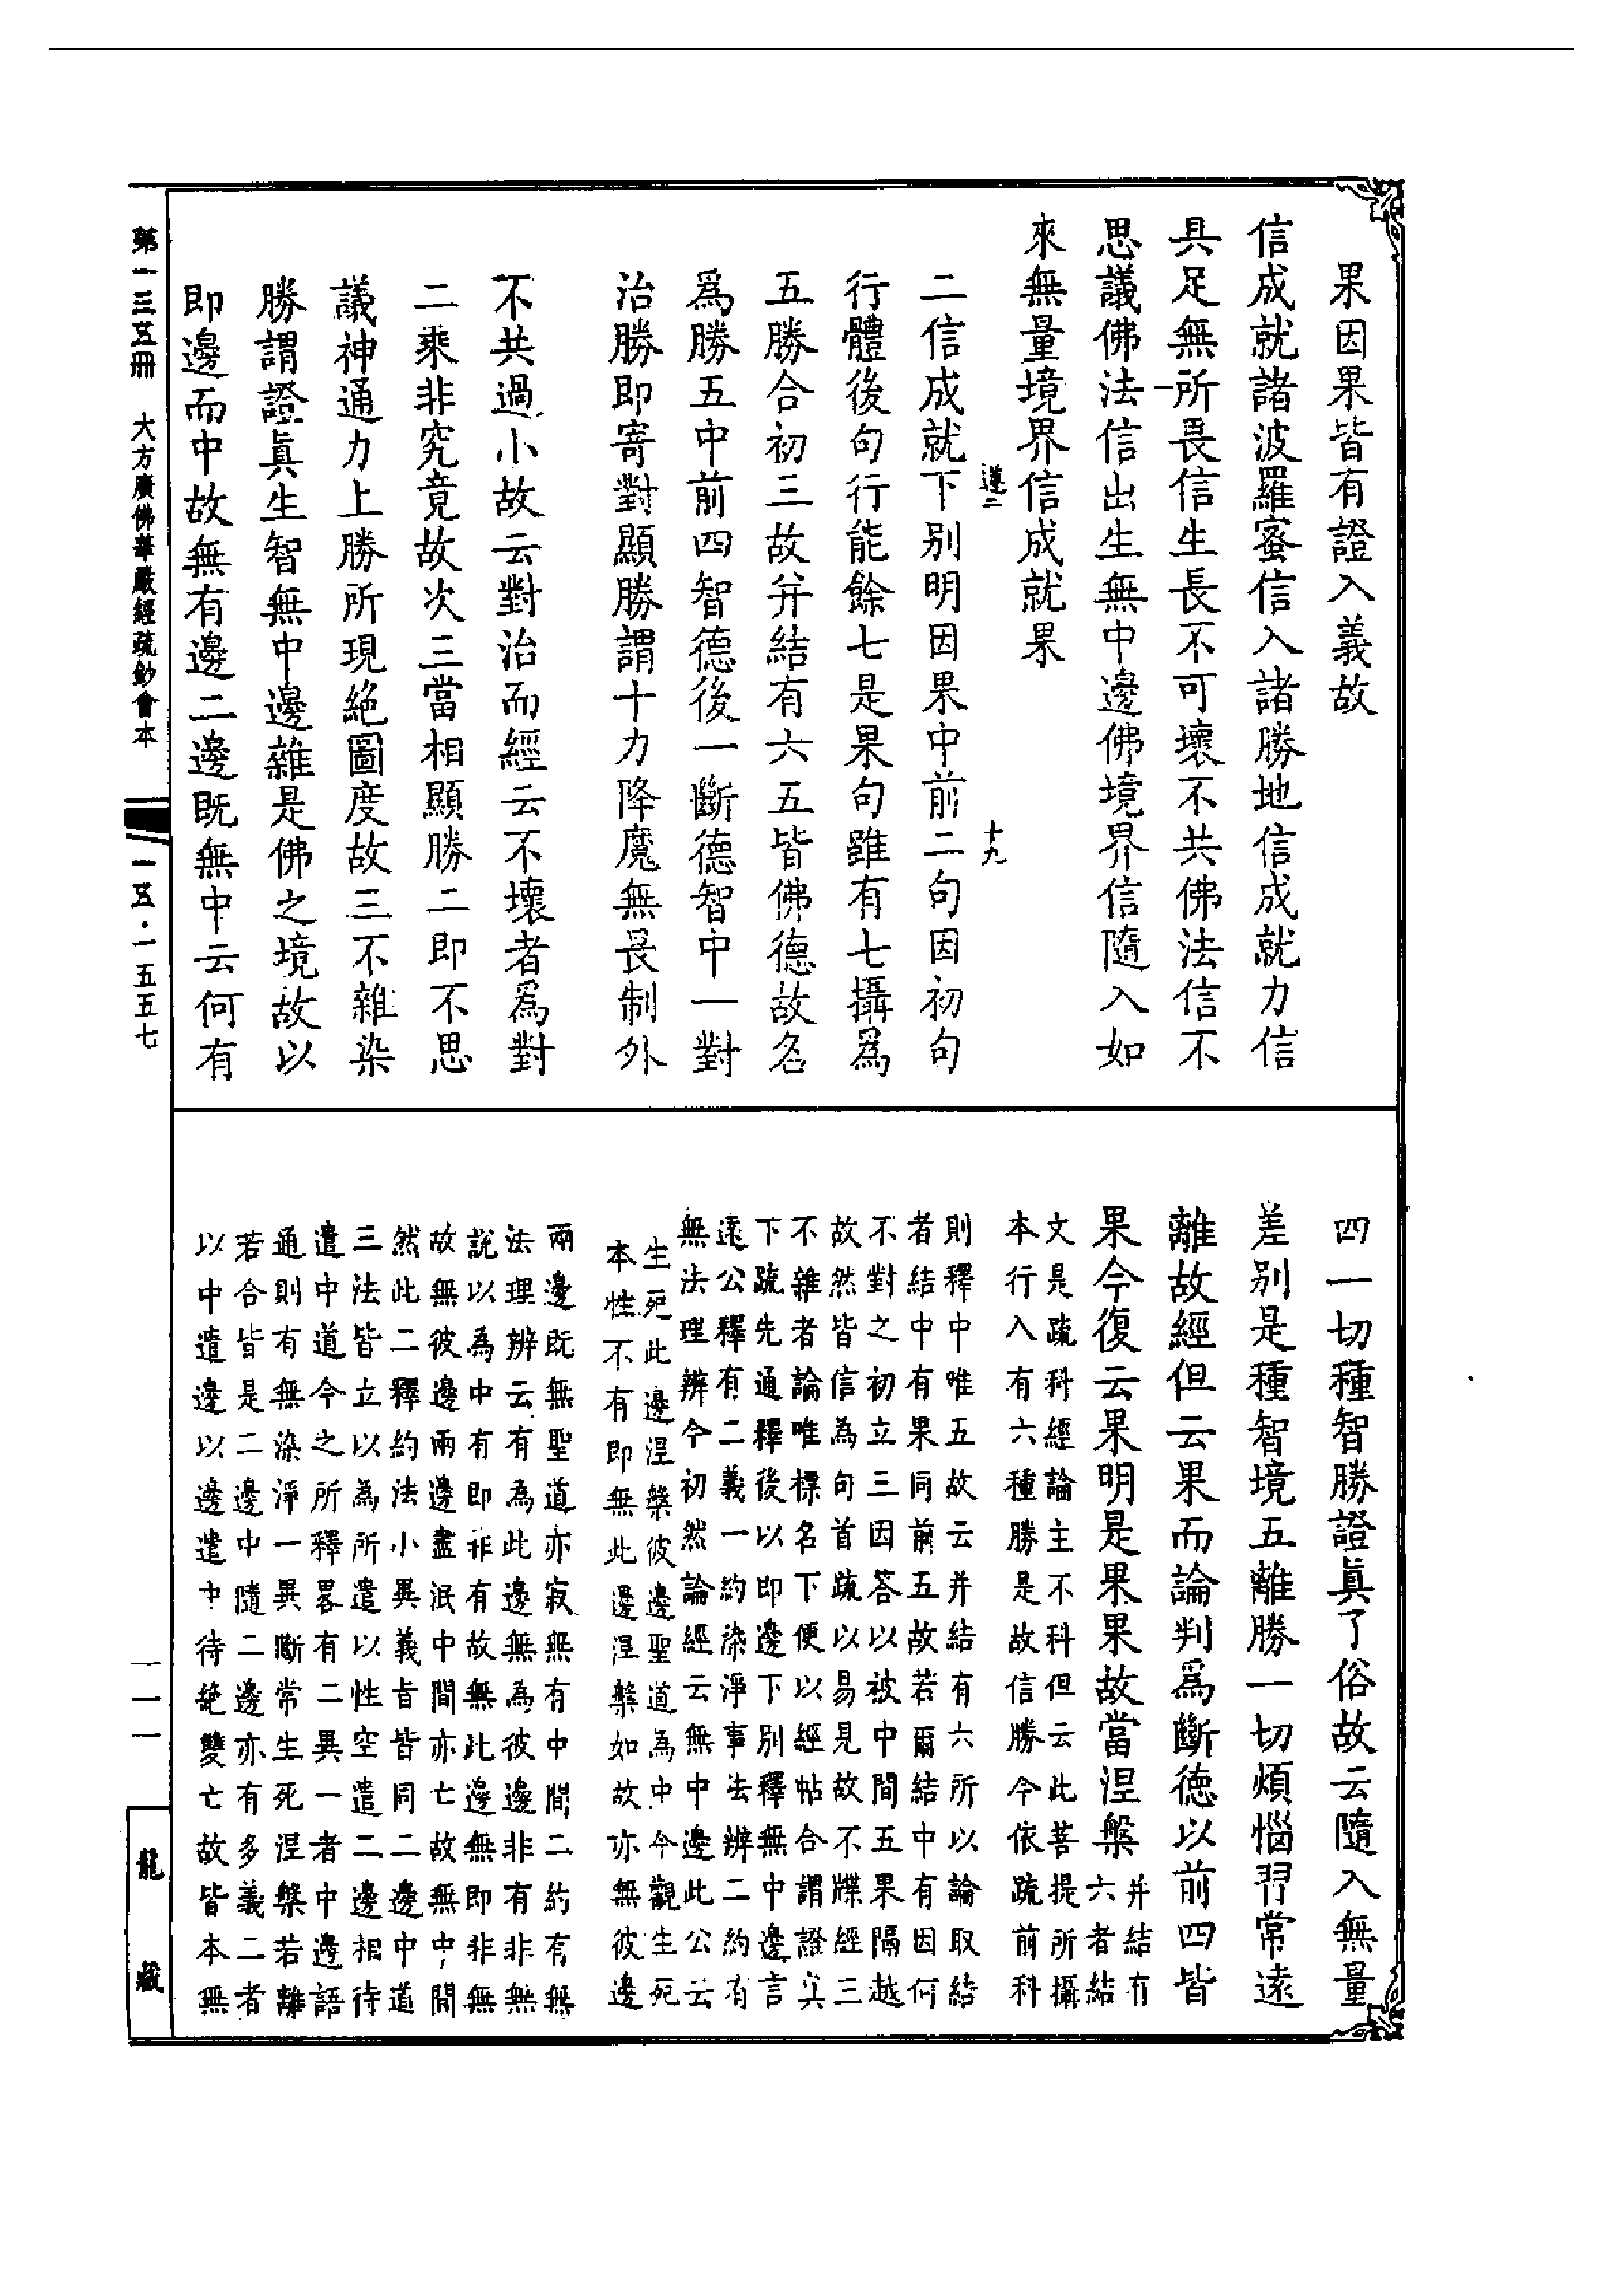 果因果皆有證入義故
信成就諸波羅蜜信入諸勝地信成就力信
具足無所畏信生長不可壞不共佛法信不
思議佛法信出生無中邊佛境界信隨入如
來無量境界信成就果
遵二
十九
二信成就下別明因果中前二句因初句
行體後句行能餘七是果句雖有七攝爲
五勝合初三故并結有六五皆佛德故名
爲勝五中前四智德後一斷德智中一對
治勝即寄對顯勝謂十力降魔無畏制外
不共過小故云對治而經云不壞者爲對
二乘非究竟故次三當相顯勝二即不思
議神通力上勝所現絶圖度故三不雜染
勝謂證眞生智無中邊雜是佛之境故以
即邊而中故無有邊二邊既無中云何有
四一切種智勝證眞了俗故云隨入無量
差别是種智境五離勝一切煩惱習常遠
離故經但云果而論判爲斷德以前四皆
果今復云果明是果果故當涅槃
并結有
六者結
文是疏科經論主不科但云此菩提所攝
本行入有六種勝是故信勝今依疏前科
則釋中唯五故云并結有六所以論取結
者結中有果同前五故若爾結中有因何
不對之初立三因答以被中間五果隔越
故然皆信為句首疏以易見故不牒經三
不雜者論唯標名下便以經帖合謂證眞
下疏先通釋後以即邊下别釋無中邊言
遠公釋有二義一約染淨事法辨二約有
無法理辨今初然論經云無中邊此公云
生死此邊涅槃彼邊聖道為中今觀生死
本性不有即無此邊涅槃如故亦無彼邊
兩邊既無聖道亦寂無有中間二約有無
法理辨云有為此邊無為彼邊非有非無
説以為中有即非有故無此邊無即非無
故無彼邊兩邊盡泯中間亦亡故無中間
然此二釋約法小異義旨皆同二邊中道
三法皆立以為所遣以性空遣二邊相待
遣中道今之所釋畧有二異一者中邊語
通則有無染淨一異斷常生死涅槃若離
若合皆是二邊中隨二邊亦有多義二者
以中遣邊以邊遣中待絶雙亡故皆本無
第一三五冊
大方廣佛華嚴經疏鈔會本
一五·一五五七
一一一
龍藏